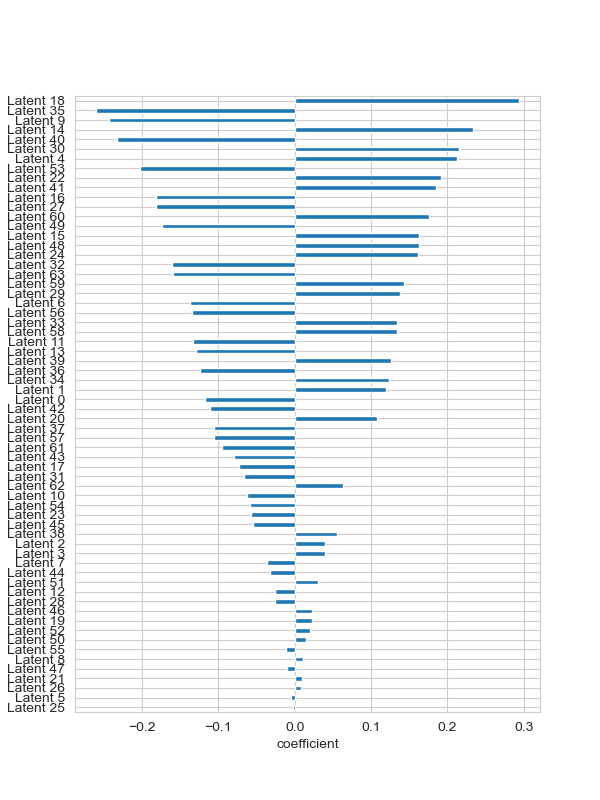 Latent 18
Latent 35
Latent 9
Latent 14
Latent 40
Latent 30
Latent 4
Latent 53
Latent 22
Latent 41
Latent 16
Latent 27
Latent 60
Latent 49
Latent 15
Latent 48
Latent 24
Latent 32
Latent 63
Latent 59
Latent 29
Latent 6
Latent 56
Latent 33
Latent 58
Latent 11
Latent 13
Latent 39
Latent 36
Latent 34
Latent 1
Latent 0
Latent 42
Latent 20
Latent 37
Latent 57
Latent 61
Latent 43
Latent 17
Latent 31
Latent 62
Latent 10
Latent 54
Latent 23
Latent 45
Latent 38
Latent 2
Latent 3
Latent 7
Latent 44
Latent 51
Latent 12
Latent 28
Latent 46
Latent 19
Latent 52
Latent 50
Latent 55
Latent 8
Latent 47
Latent 21
Latent 26
Latent 5
Latent 25
−0.2 −0.1 0.0 0.1 0.2 0.3
coefficient